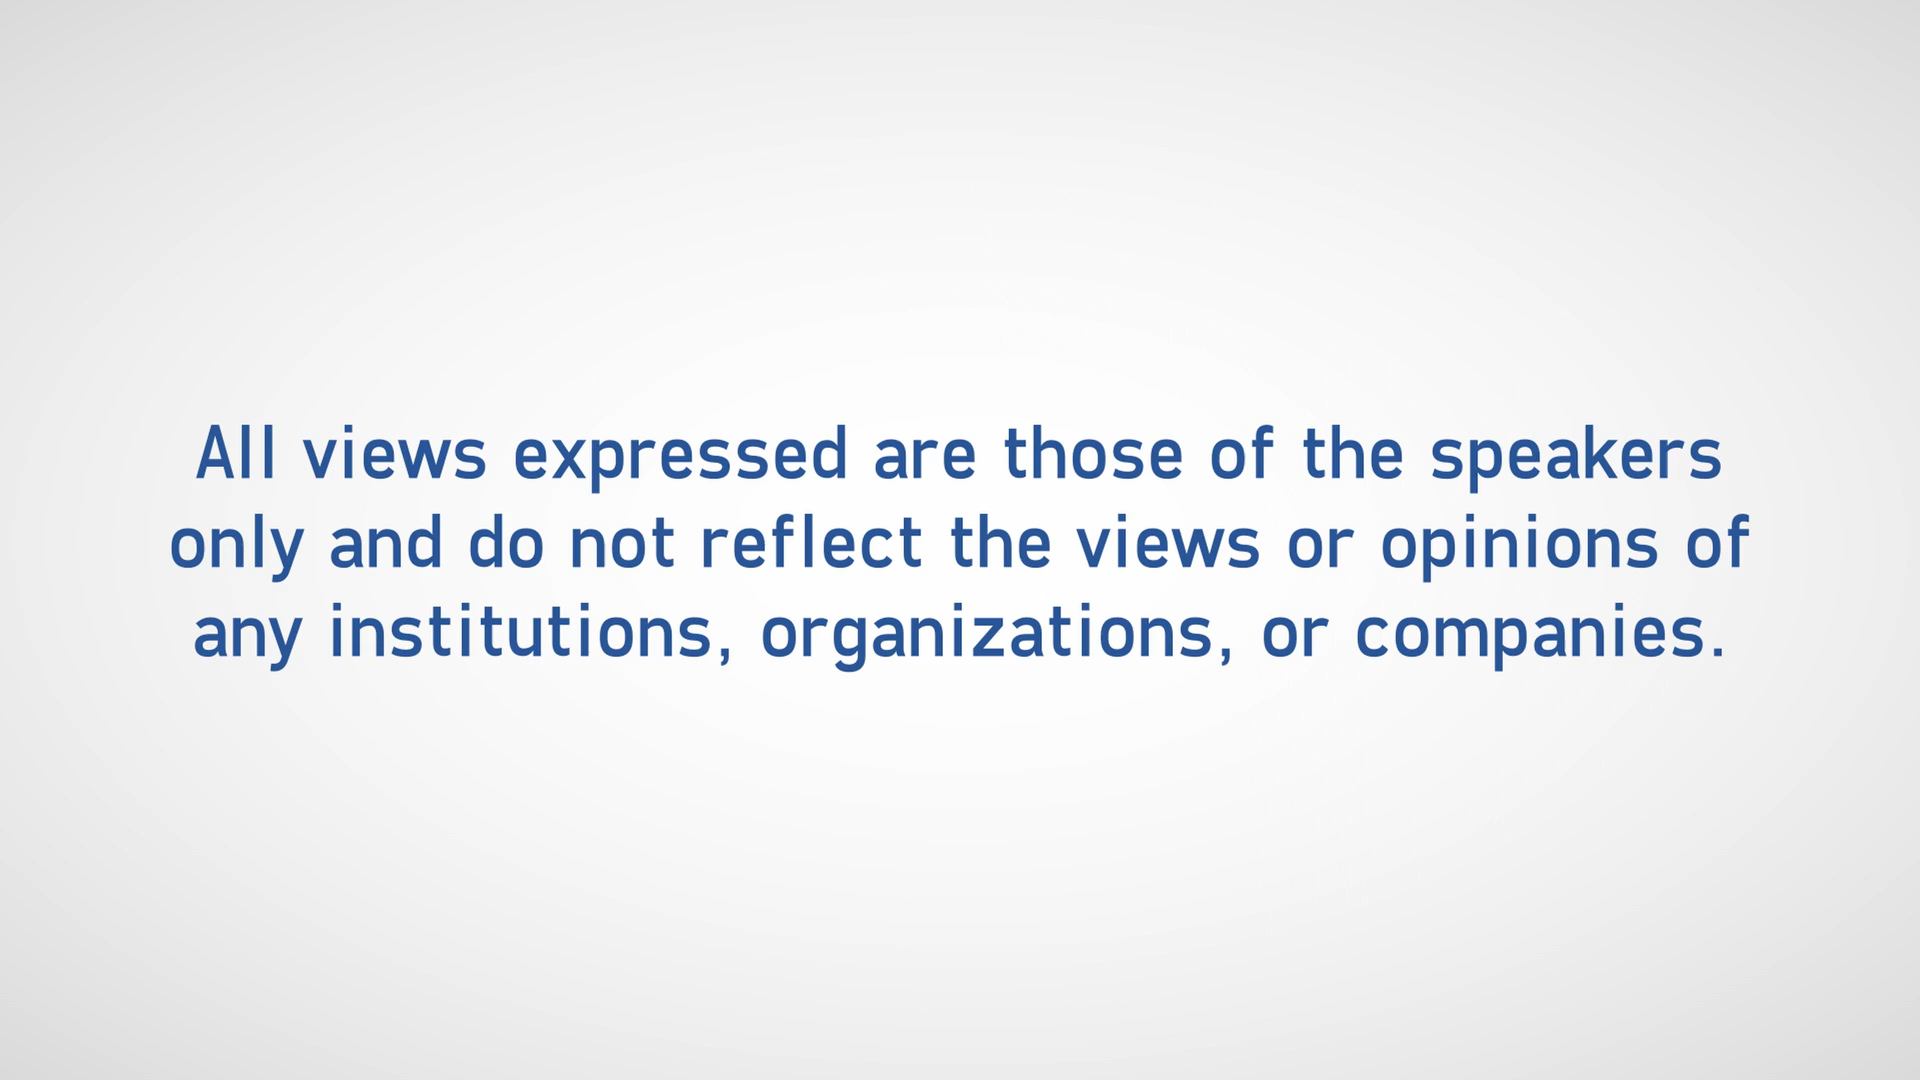 All views expressed are those of the speakers
only and do not reflect the views or opinions of
any institutions, organizations, or companies.